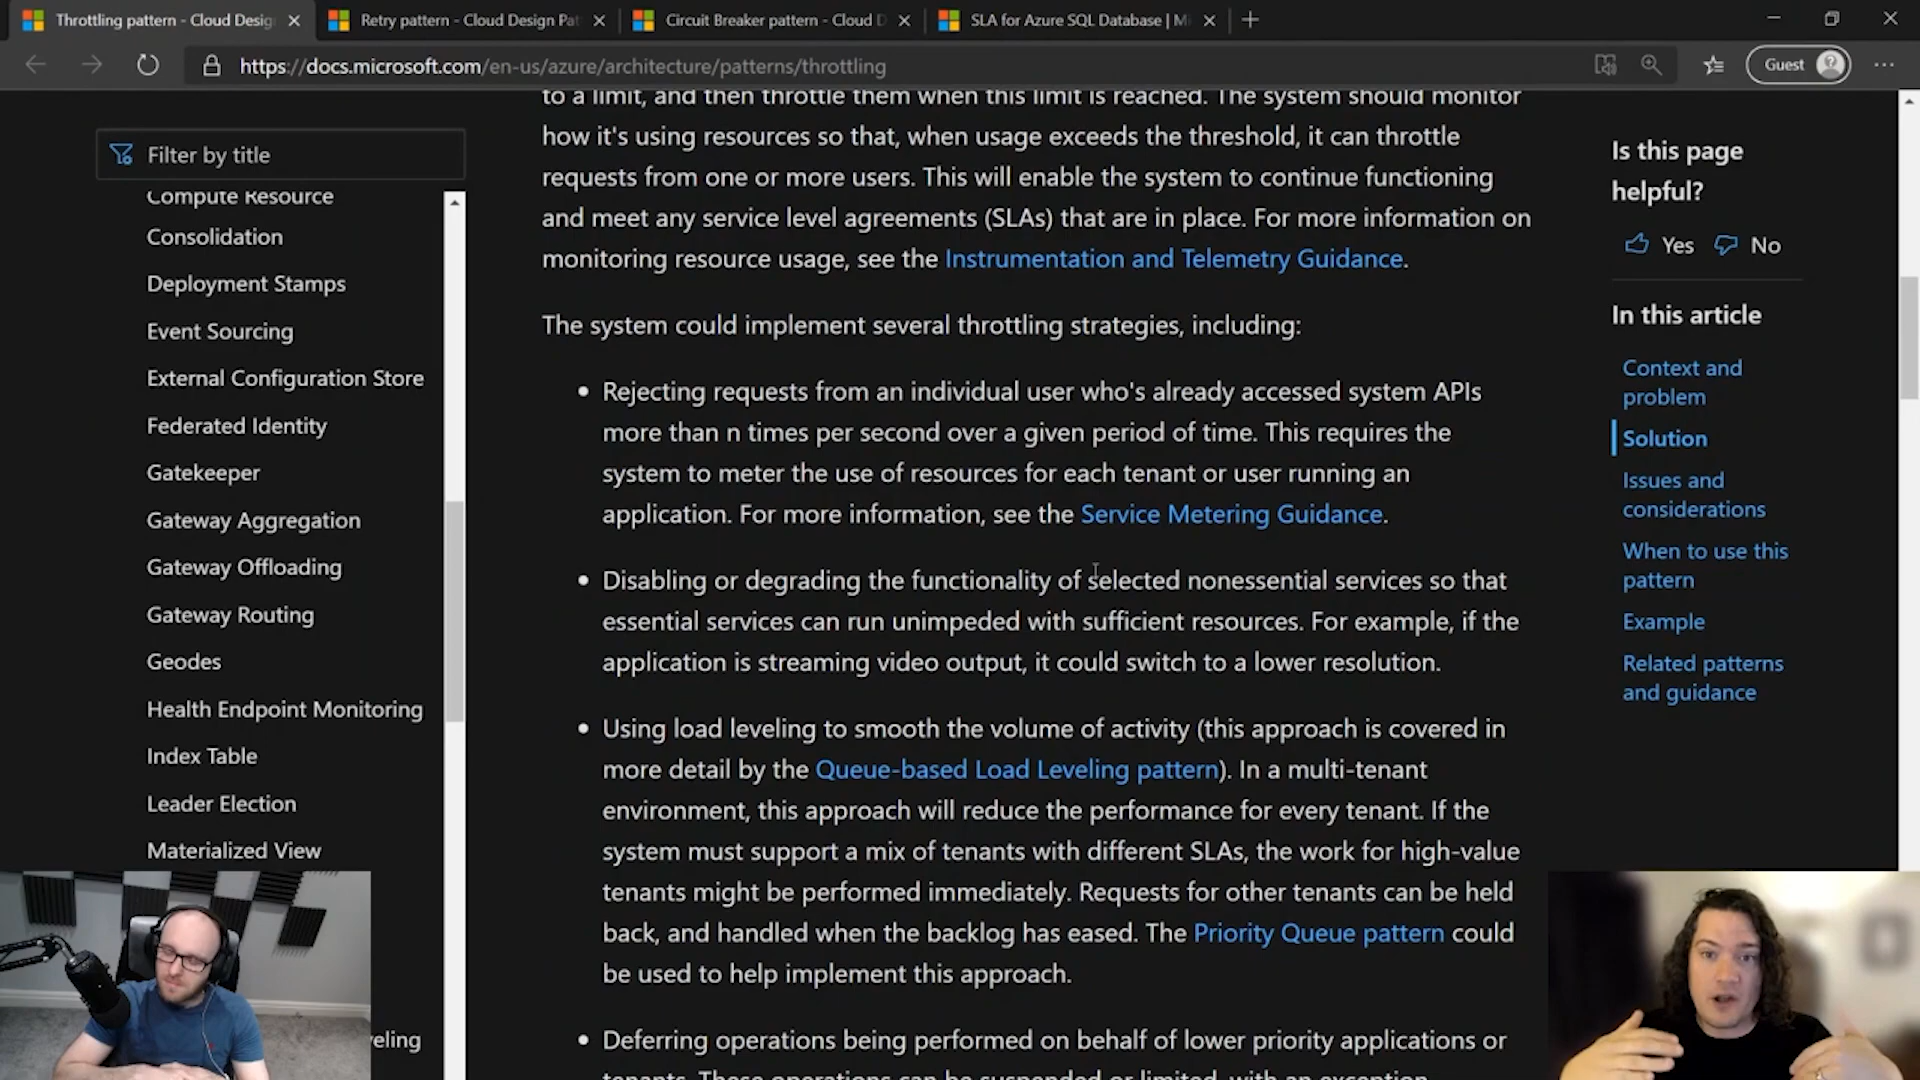 Throttling pattern - Cloud Desig
Retry pattern - Cloud Design Pat
Circuit Breaker pattern - Cloud D
SLA for Azure SQL Database | Mi
https://docs.microsoft.com/en-us/azure/architecture/patterns/throttling
Guest
Filter by title
Compute Resource
Consolidation
Deployment Stamps
Event Sourcing
External Configuration Store
Federated Identity
Gatekeeper
Gateway Aggregation
Gateway Offloading
Gateway Routing
Geodes
Health Endpoint Monitoring
Index Table
Leader Election
Materialized View
eling
to a limit, and then throttle them when this limit is reached. The system should monitor
how it's using resources so that, when usage exceeds the threshold, it can throttle
requests from one or more users. This will enable the system to continue functioning
and meet any service level agreements (SLAs) that are in place. For more information on
monitoring resource usage, see the Instrumentation and Telemetry Guidance.
The system could implement several throttling strategies, including:
• Rejecting requests from an individual user who's already accessed system APIs
more than n times per second over a given period of time. This requires the
system to meter the use of resources for each tenant or user running an
application. For more information, see the Service Metering Guidance.
• Disabling or degrading the functionality of selected nonessential services so that
essential services can run unimpeded with sufficient resources. For example, if the
application is streaming video output, it could switch to a lower resolution.
• Using load leveling to smooth the volume of activity (this approach is covered in
more detail by the Queue-based Load Leveling pattern). In a multi-tenant
environment, this approach will reduce the performance for every tenant. If the
system must support a mix of tenants with different SLAs, the work for high-value
tenants might be performed immediately. Requests for other tenants can be held
back, and handled when the backlog has eased. The Priority Queue pattern could
be used to help implement this approach.
• Deferring operations being performed on behalf of lower priority applications or
tenants. These operations can be suspended or limited, with an exception
Is this page
helpful?
Yes No
In this article
Context and
problem
Solution
Issues and
considerations
When to use this
pattern
Example
Related patterns
and guidance